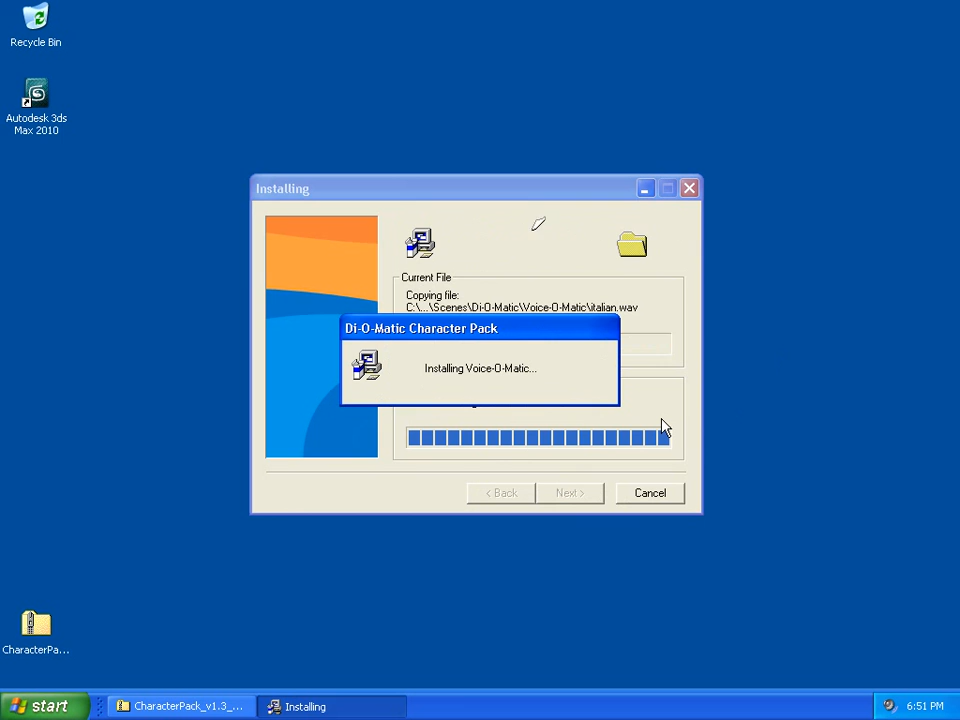 Recycle Bin
Autodesk 3ds
Max 2010
Installing
Current File
Copying file:
C:\...\Scenes\Di-O-Matic\Voice-O-Matic\italian.wav
Di-O-Matic Character Pack
Installing Voice-O-Matic...
< Back
Next >
Cancel
CharacterPa...
start
CharacterPack_v1.3_...
Installing
6:51 PM